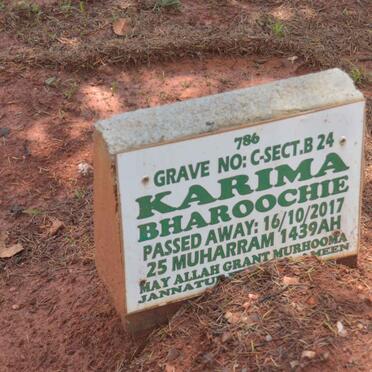 786
GRAVE NO: C-SECT.B 24
KARIMA
BHAROOCHIE
PASSED AWAY: 16/10/2017
25 MUHARRAM 1439AH
MAY ALLAH GRANT MURHOOMA